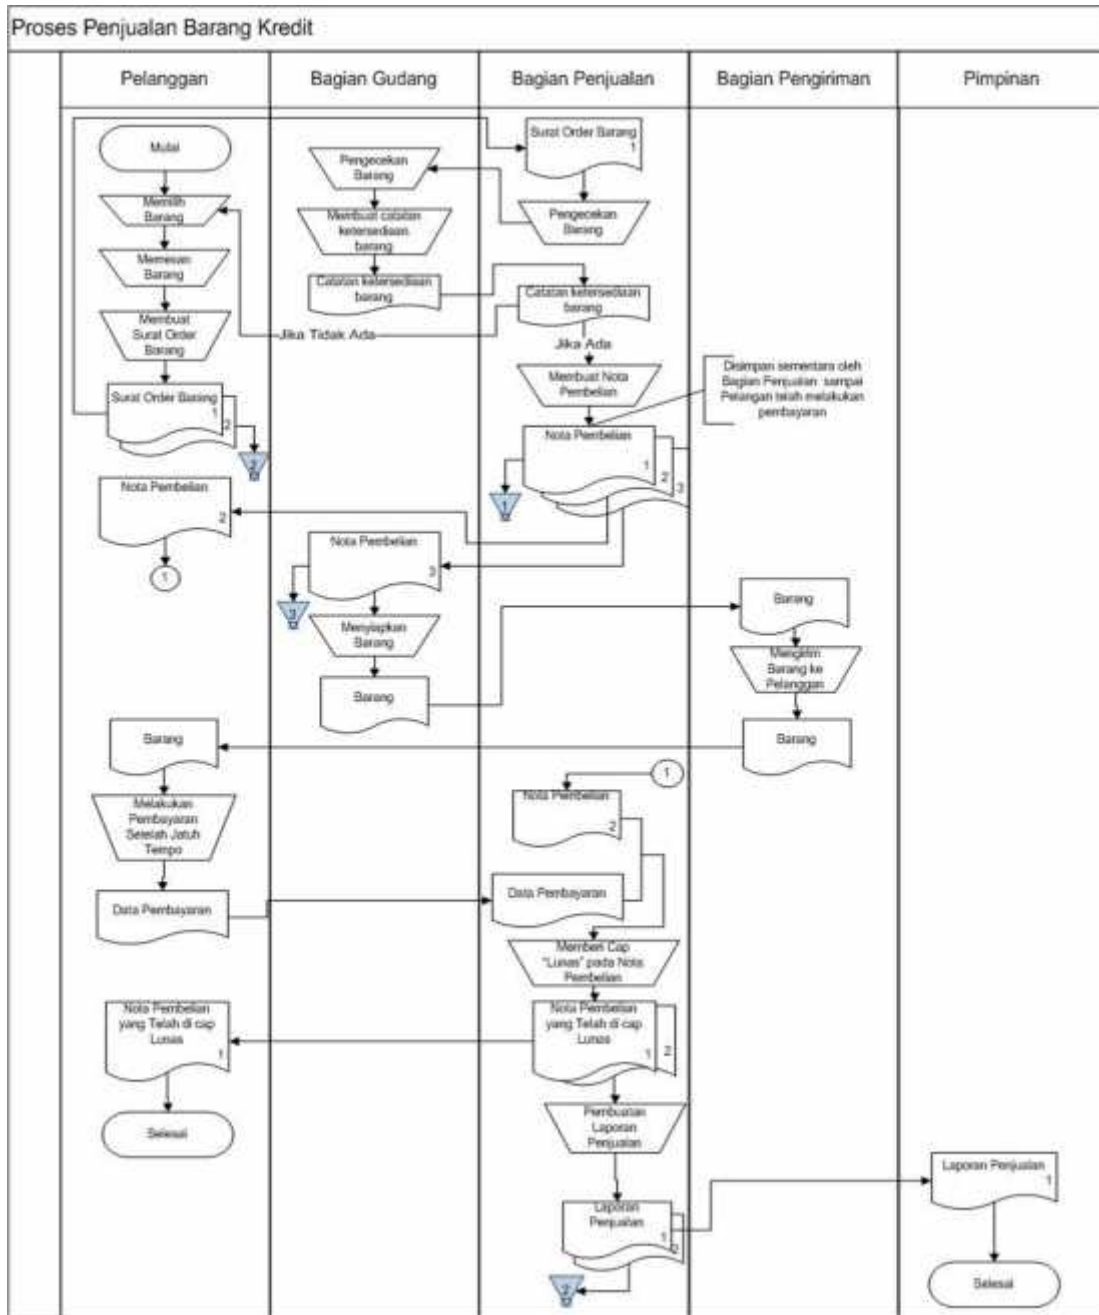 Proses Penjualan Barang Kredit
Pelanggan
Bagian Gudang
Bagian Penjualan
Bagian Pengiriman
Pimpinan
Mulai
Memilih
Barang
Memesan
Barang
Membuat
Surat Order
Barang
Surat Order Barang
1
2
2
Nota Pembelian
2
1
Barang
Melakukan
Pembayaran
Setelah Jatuh
Tempo
Data Pembayaran
Nota Pembelian
yang Telah di cap
Lunas
1
Selesai
Pengecekan
Barang
Membuat catatan
ketersediaan
barang
Catatan ketersediaan
barang
Jika Tidak Ada
Nota Pembelian
3
3
Menyiapkan
Barang
Barang
Surat Order Barang
1
Pengecekan
Barang
Catatan ketersediaan
barang
Jika Ada
Membuat Nota
Pembelian
Nota Pembelian
1
2
3
1
1
Nota Pembelian
2
Data Pembayaran
Memberi Cap
"Lunas" pada Nota
Pembelian
Nota Pembelian
yang Telah di cap
Lunas
1
2
Pembuatan
Laporan
Penjualan
Laporan
Penjualan
1
2
2
Disimpan sementara oleh
Bagian Penjualan sampai
Pelangan telah melakukan
pembayaran
Barang
Mengirim
Barang ke
Pelanggan
Barang
Laporan Penjualan
1
Selesai